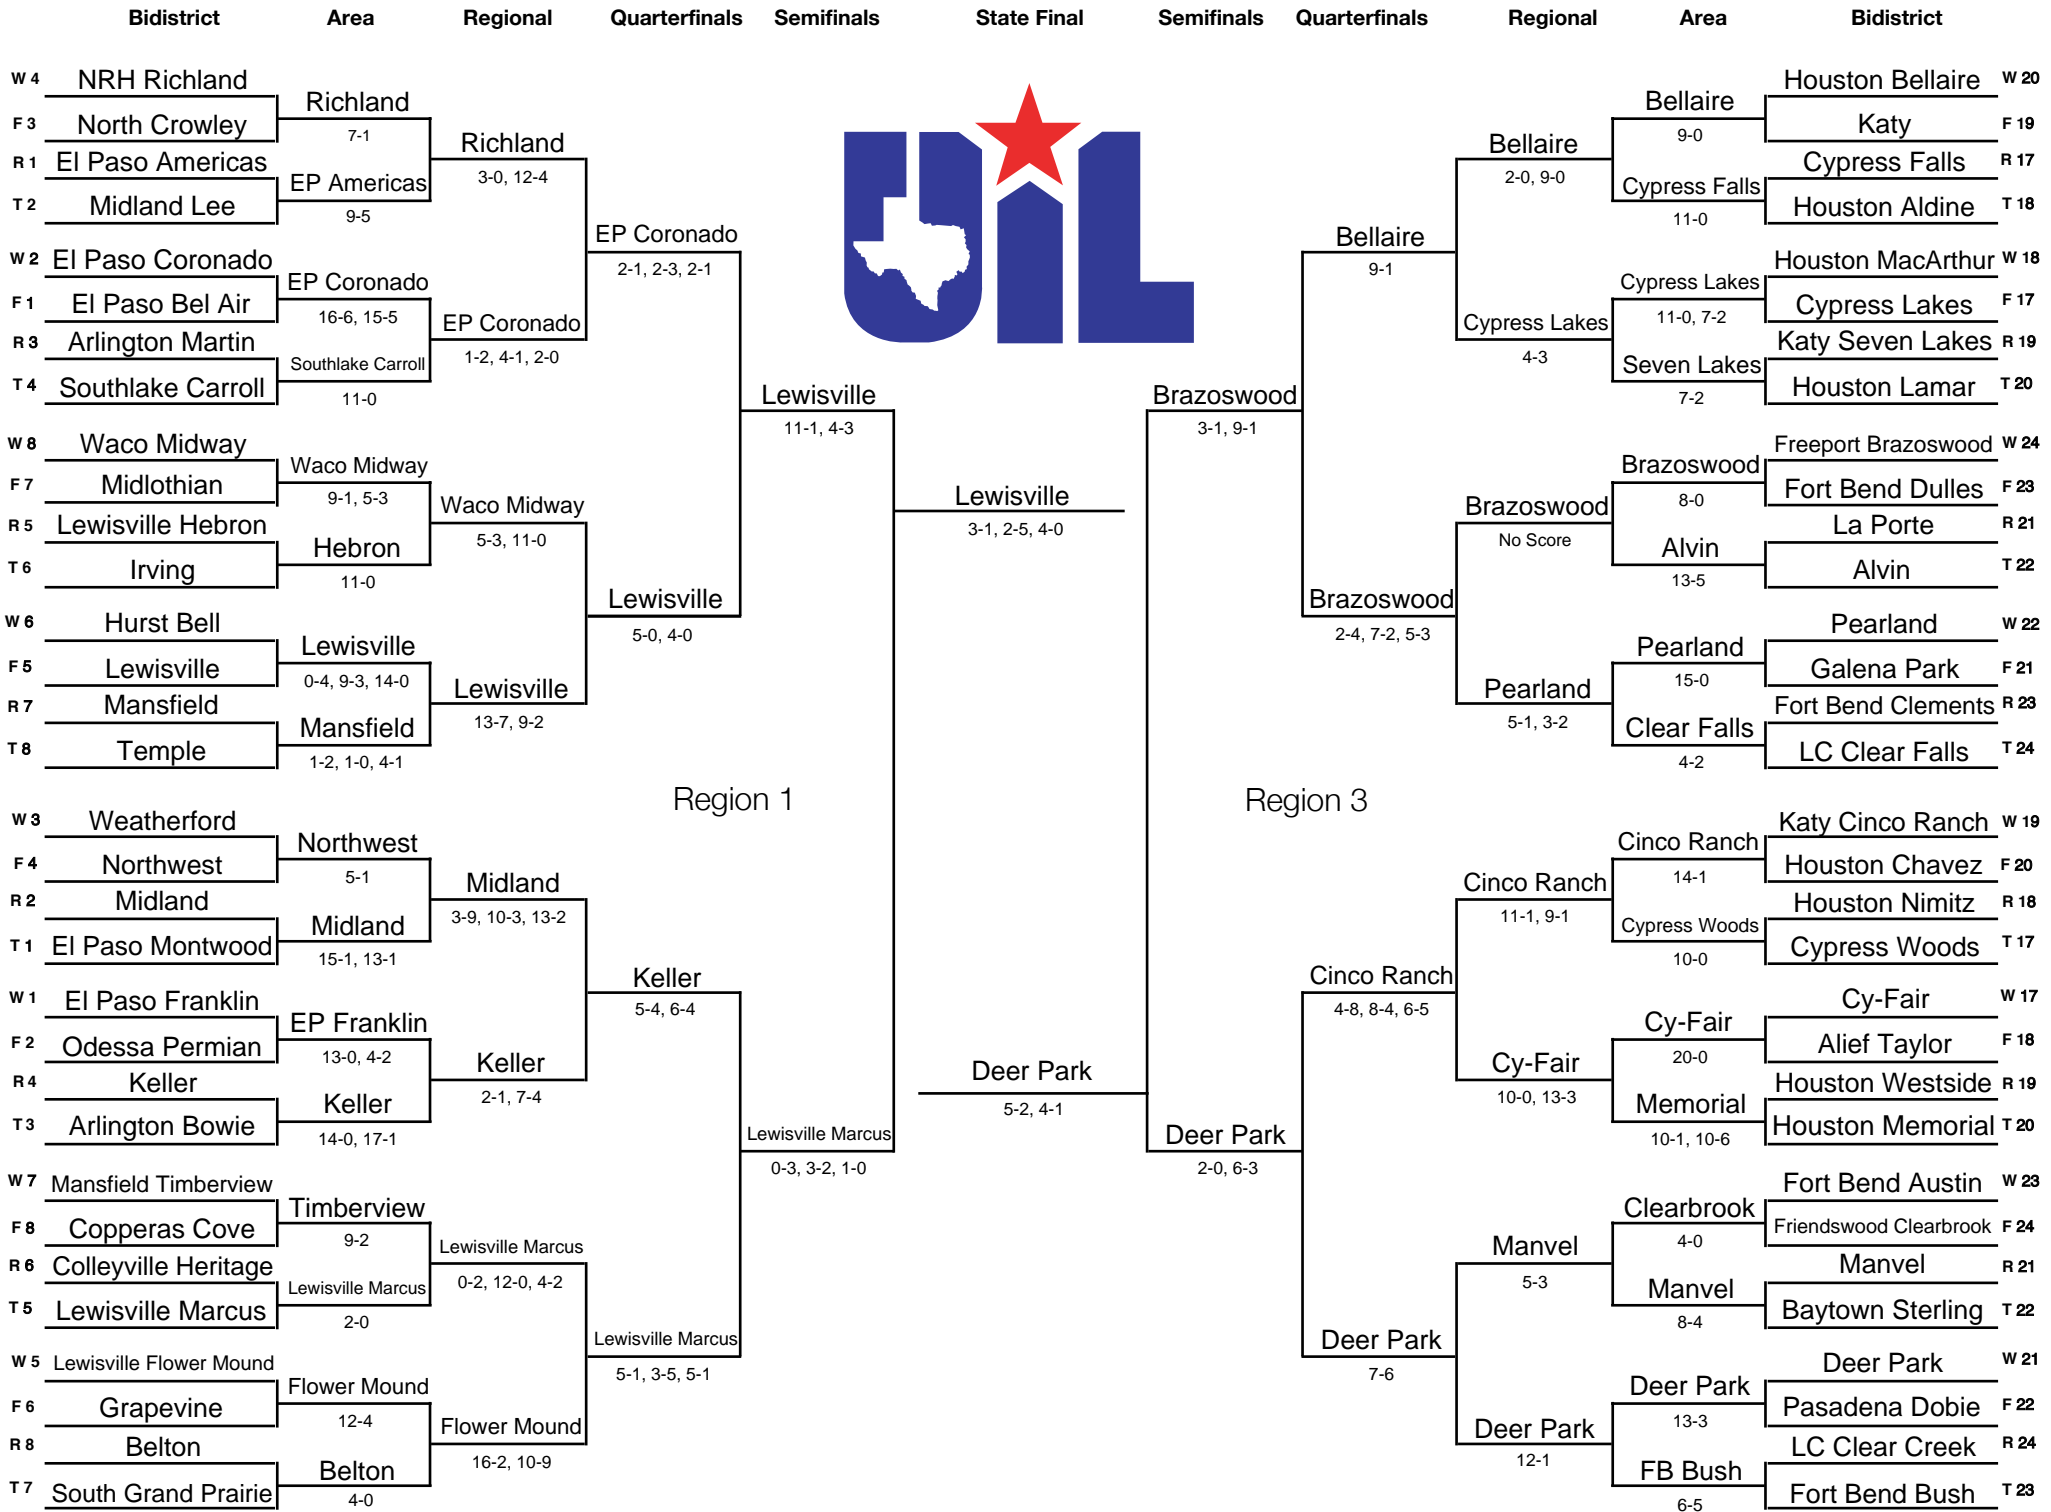 Bidistrict Area Regional Quarterfinals Semifinals State Final Semifinals Quarterfinals Regional Area Bidistrict
W 4 NRH Richland
Richland
F 3 North Crowley
7-1
Richland
R 1 El Paso Americas
3-0, 12-4
EP Americas
T 2 Midland Lee
9-5
EP Coronado
W 2 El Paso Coronado
2-1, 2-3, 2-1
EP Coronado
F 1 El Paso Bel Air
16-6, 15-5
EP Coronado
R 3 Arlington Martin
1-2, 4-1, 2-0
Southlake Carroll
T 4 Southlake Carroll
11-0
Lewisville
11-1, 4-3
W 8 Waco Midway
Waco Midway
F 7 Midlothian
9-1, 5-3
Waco Midway
R 5 Lewisville Hebron
5-3, 11-0
Hebron
T 6 Irving
11-0
Lewisville
W 6 Hurst Bell
5-0, 4-0
Lewisville
F 5 Lewisville
0-4, 9-3, 14-0
Lewisville
R 7 Mansfield
13-7, 9-2
Mansfield
T 8 Temple
1-2, 1-0, 4-1
Region 1
W 3 Weatherford
Northwest
F 4 Northwest
5-1
Midland
R 2 Midland
3-9, 10-3, 13-2
Midland
T 1 El Paso Montwood
15-1, 13-1
Keller
W 1 El Paso Franklin
5-4, 6-4
EP Franklin
F 2 Odessa Permian
13-0, 4-2
Keller
R 4 Keller
2-1, 7-4
Keller
T 3 Arlington Bowie
14-0, 17-1
Lewisville Marcus
0-3, 3-2, 1-0
W 7 Mansfield Timberview
Timberview
F 8 Copperas Cove
9-2
Lewisville Marcus
R 6 Colleyville Heritage
0-2, 12-0, 4-2
Lewisville Marcus
T 5 Lewisville Marcus
2-0
Lewisville Marcus
W 5 Lewisville Flower Mound
5-1, 3-5, 5-1
Flower Mound
F 6 Grapevine
12-4
Flower Mound
R 8 Belton
16-2, 10-9
Belton
T 7 South Grand Prairie
4-0
UIL
Lewisville
3-1, 2-5, 4-0
Deer Park
5-2, 4-1
Houston Bellaire W 20
Bellaire
Katy F 19
9-0
Bellaire
Cypress Falls R 17
2-0, 9-0
Cypress Falls
Houston Aldine T 18
11-0
Bellaire
Houston MacArthur W 18
9-1
Cypress Lakes
Cypress Lakes F 17
11-0, 7-2
Cypress Lakes
Katy Seven Lakes R 19
4-3
Seven Lakes
Houston Lamar T 20
7-2
Brazoswood
3-1, 9-1
Freeport Brazoswood W 24
Brazoswood
Fort Bend Dulles F 23
8-0
Brazoswood
La Porte R 21
No Score
Alvin
Alvin T 22
13-5
Brazoswood
Pearland W 22
2-4, 7-2, 5-3
Pearland
Galena Park F 21
15-0
Pearland
Fort Bend Clements R 23
5-1, 3-2
Clear Falls
LC Clear Falls T 24
4-2
Region 3
Katy Cinco Ranch W 19
Cinco Ranch
Houston Chavez F 20
14-1
Cinco Ranch
Houston Nimitz R 18
11-1, 9-1
Cypress Woods
Cypress Woods T 17
10-0
Cinco Ranch
Cy-Fair W 17
4-8, 8-4, 6-5
Cy-Fair
Alief Taylor F 18
20-0
Cy-Fair
Houston Westside R 19
10-0, 13-3
Memorial
Houston Memorial T 20
10-1, 10-6
Deer Park
2-0, 6-3
Fort Bend Austin W 23
Clearbrook
Friendswood Clearbrook F 24
4-0
Manvel
Manvel R 21
5-3
Manvel
Baytown Sterling T 22
8-4
Deer Park
Deer Park W 21
7-6
Deer Park
Pasadena Dobie F 22
13-3
Deer Park
LC Clear Creek R 24
12-1
FB Bush
Fort Bend Bush T 23
6-5